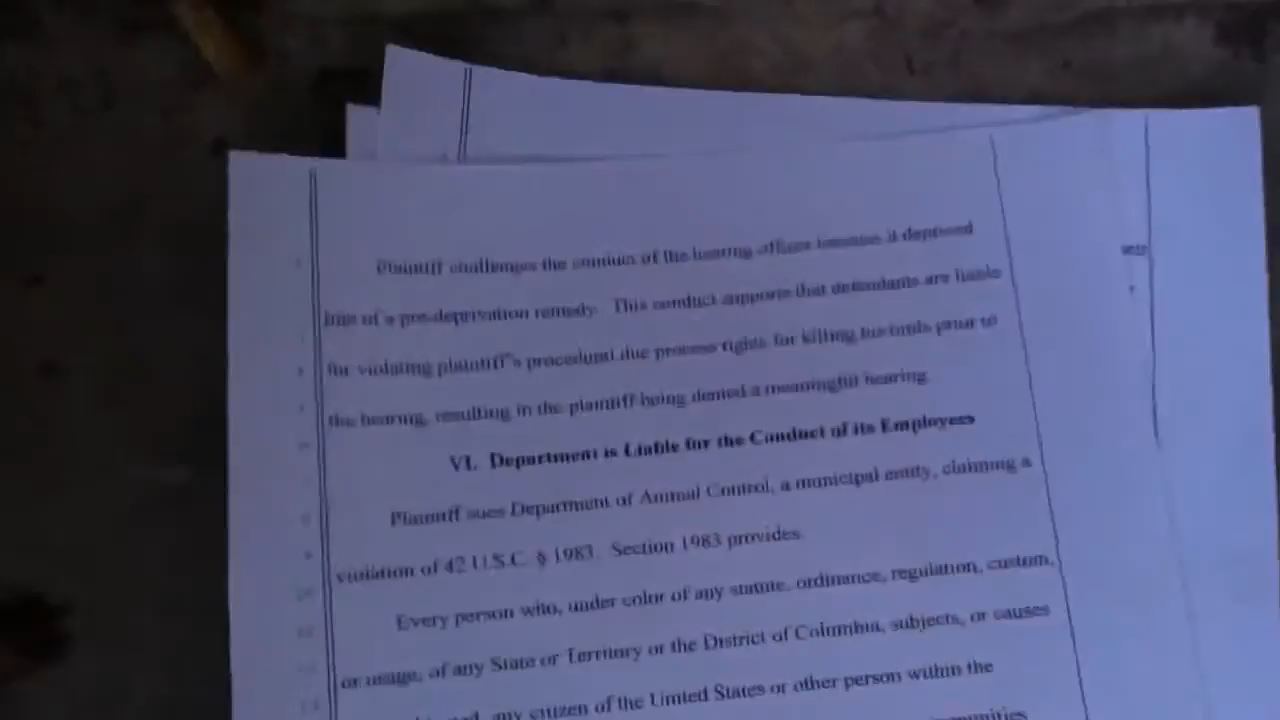 Plaintiff challenges the conduct of the hearing officer because it deprived
him of a pre-deprivation remedy. This conduct supports that defendants are liable
for violating plaintiff's procedural due process rights for killing his birds prior to
the hearing, resulting in the plaintiff being denied a meaningful hearing.
VI. Department is Liable for the Conduct of its Employees
Plaintiff sues Department of Animal Control, a municipal entity, claiming a
violation of 42 U.S.C. § 1983. Section 1983 provides:
Every person who, under color of any statute, ordinance, regulation, custom,
or usage, of any State or Territory or the District of Columbia, subjects, or causes
any citizen of the United States or other person within the